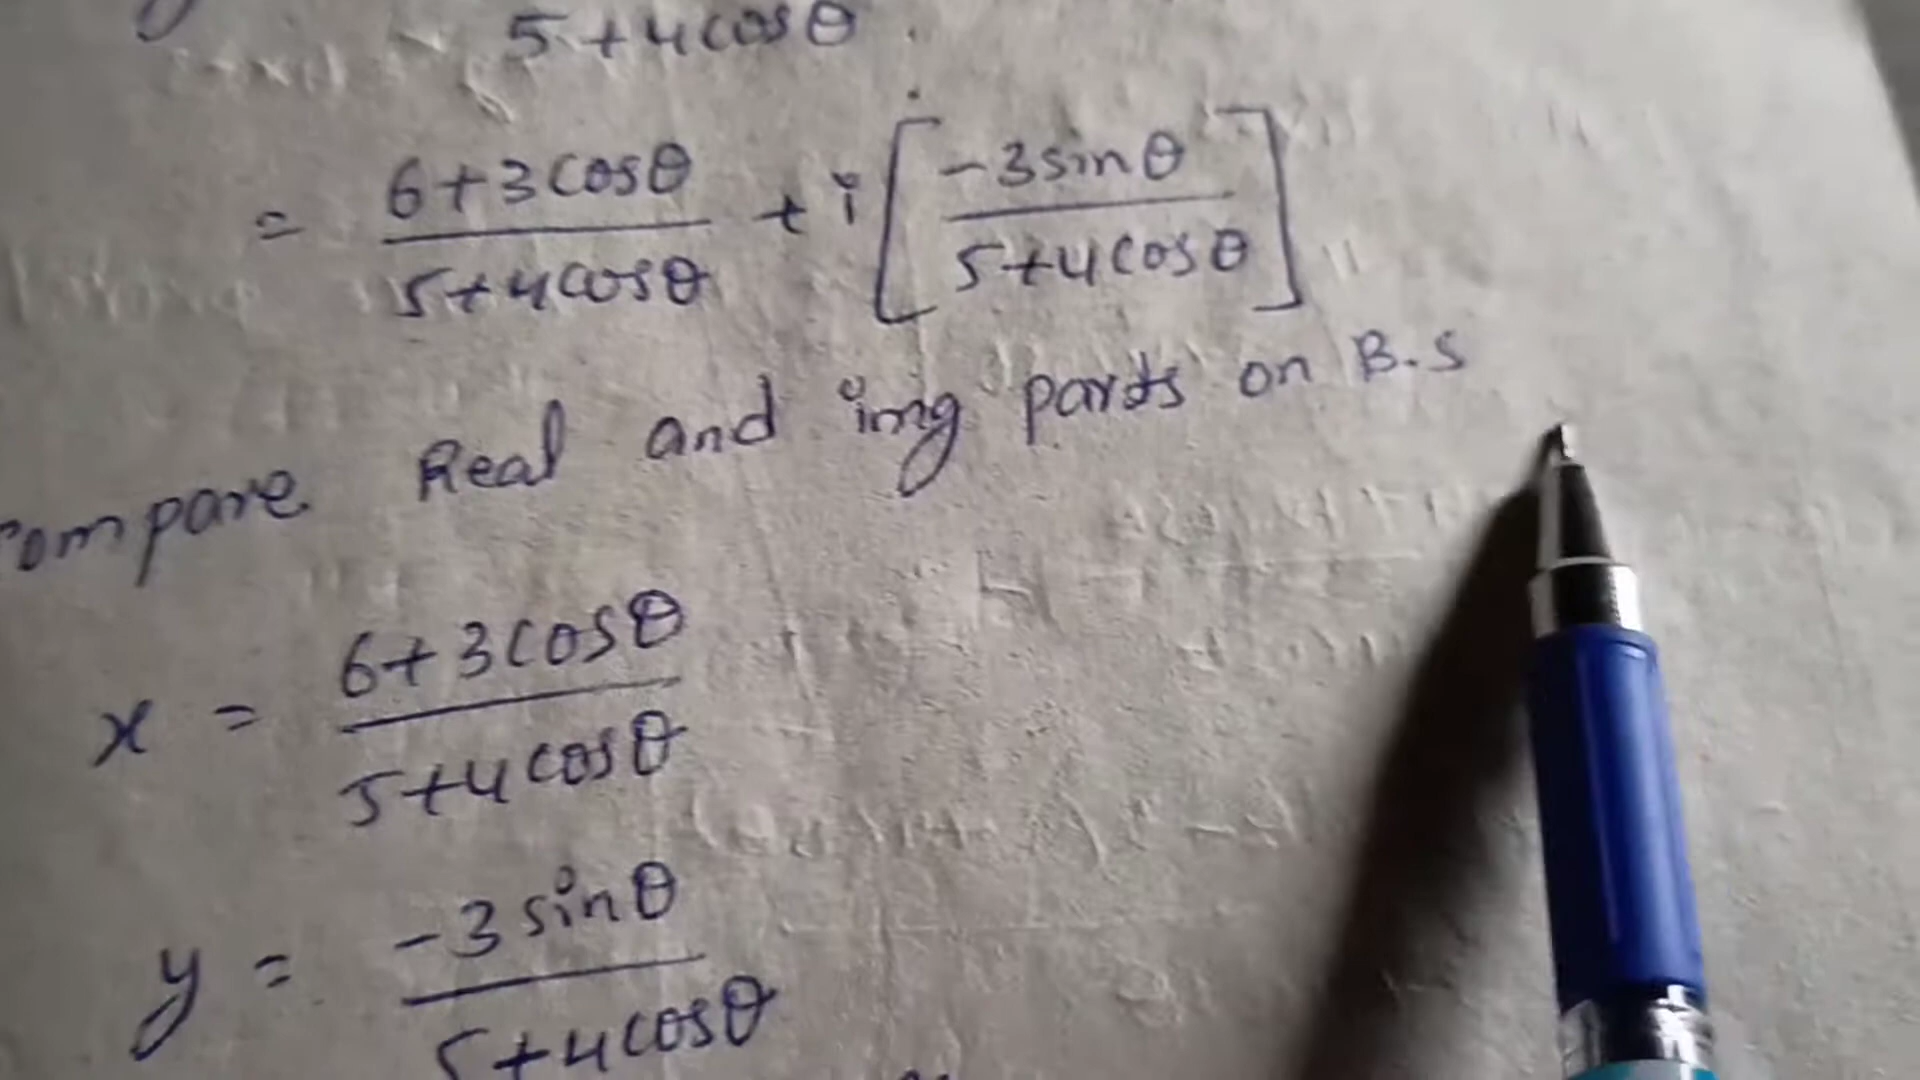 5+4cosθ
= 6+3cosθ / 5+4cosθ + i [ -3sinθ / 5+4cosθ ]
compare Real and img parts on B.S
x = 6+3cosθ / 5+4cosθ
y = -3sinθ / 5+4cosθ